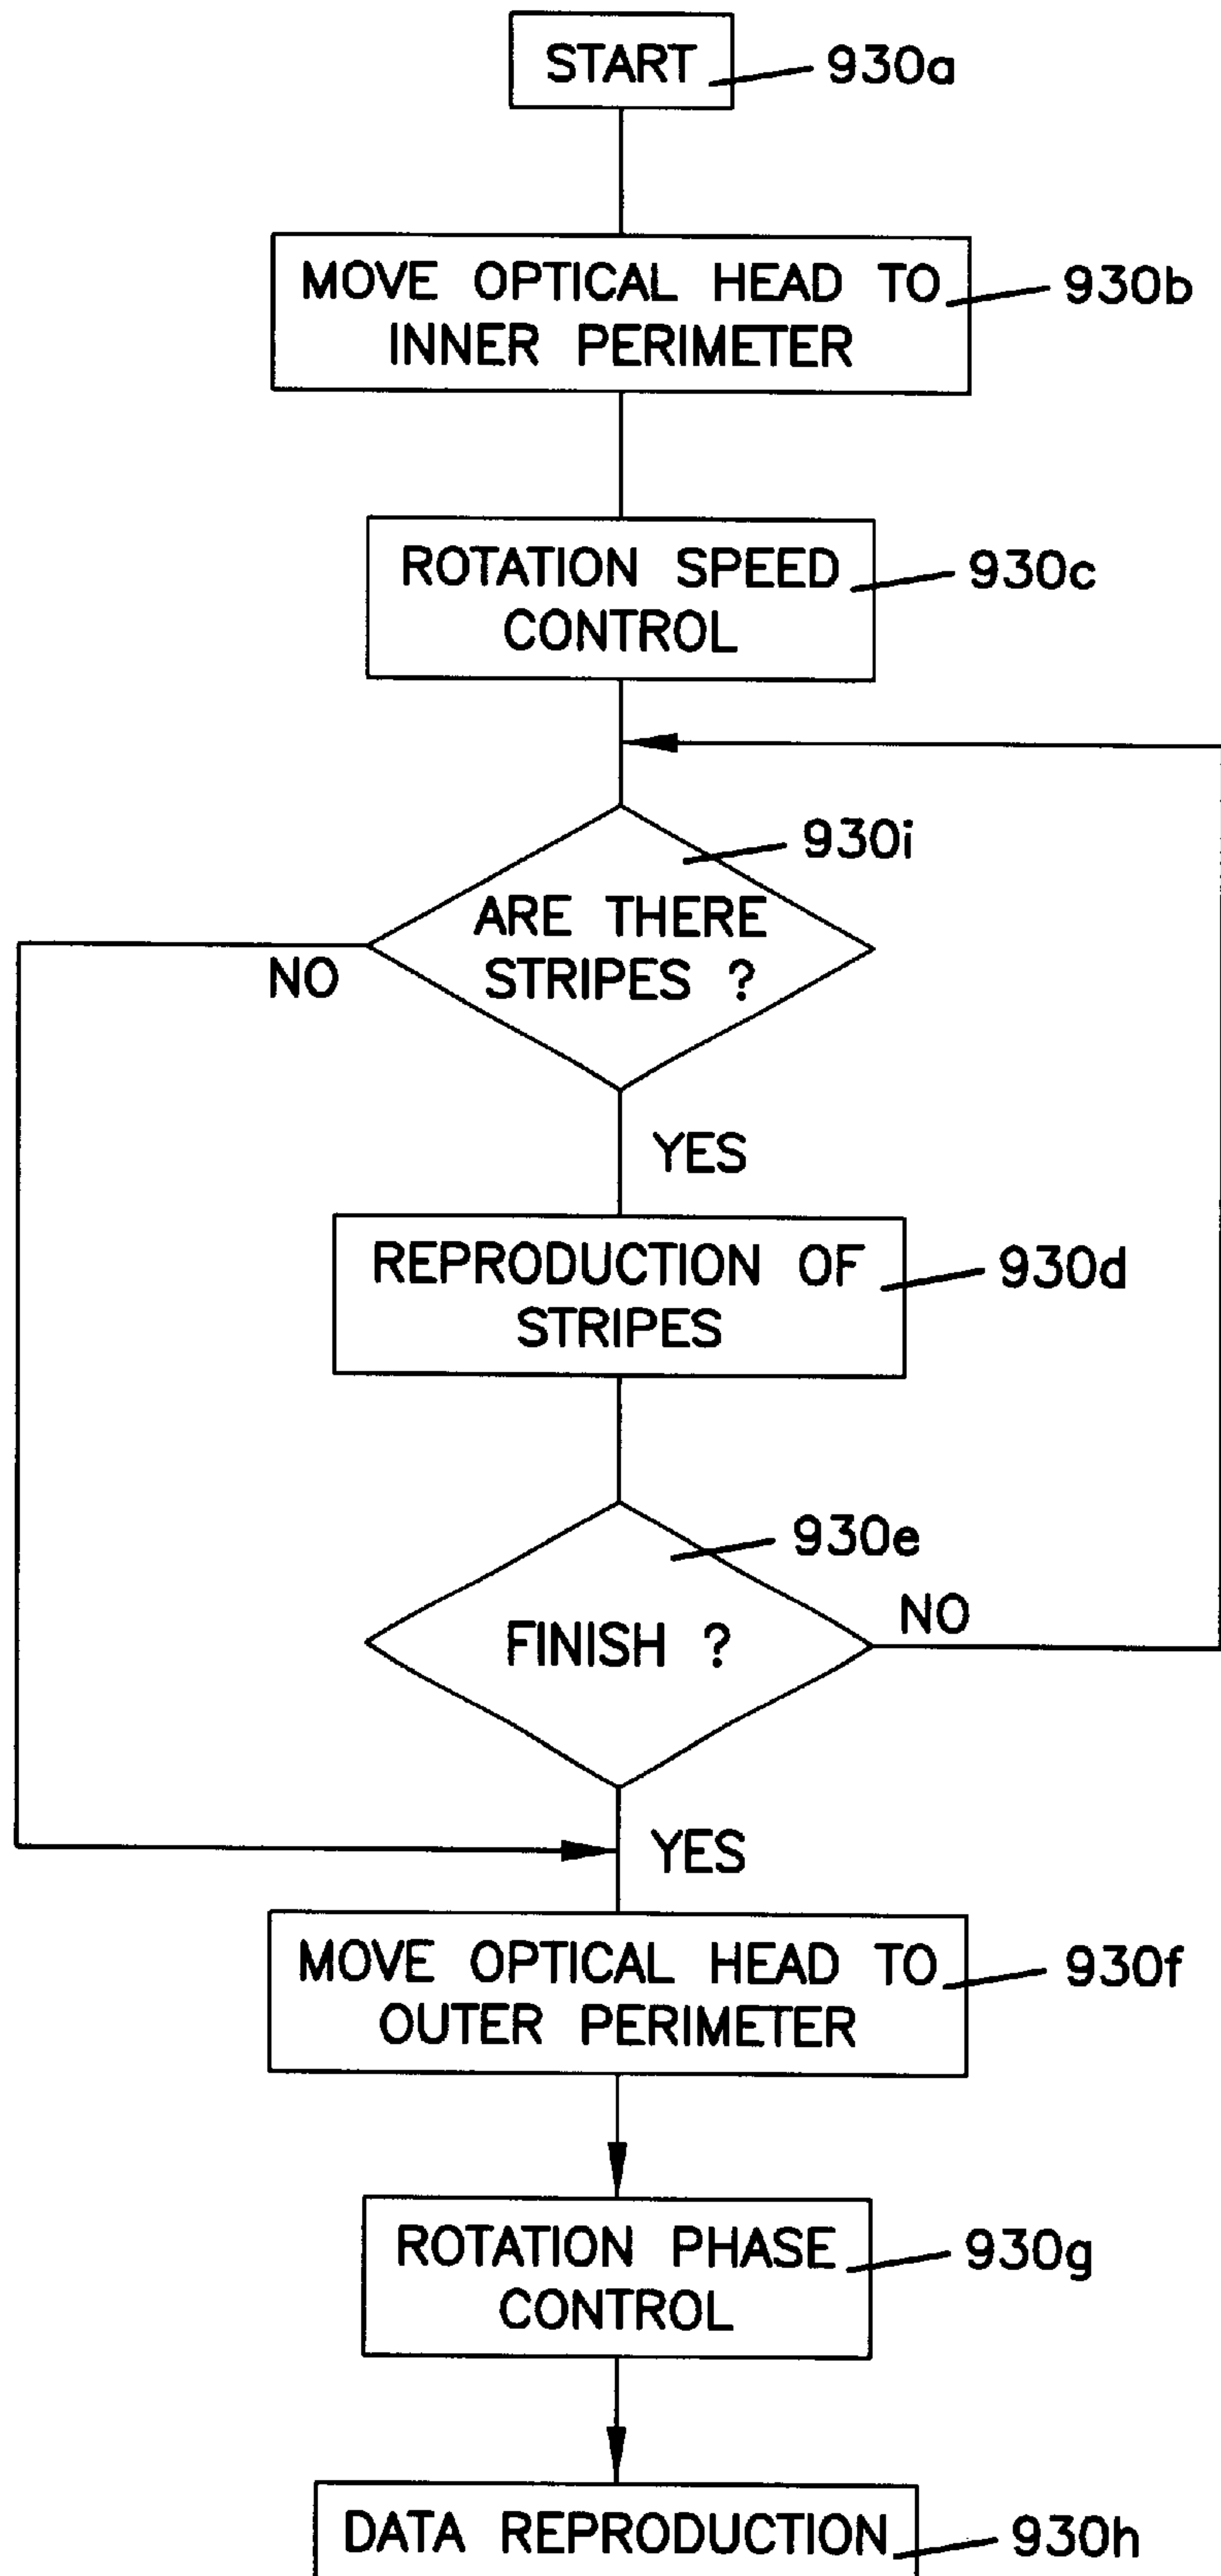 START
930a
MOVE OPTICAL HEAD TO
INNER PERIMETER
930b
ROTATION SPEED
CONTROL
930c
930i
ARE THERE
STRIPES ?
NO
YES
REPRODUCTION OF
STRIPES
930d
930e
FINISH ?
NO
YES
MOVE OPTICAL HEAD TO
OUTER PERIMETER
930f
ROTATION PHASE
CONTROL
930g
DATA REPRODUCTION
930h